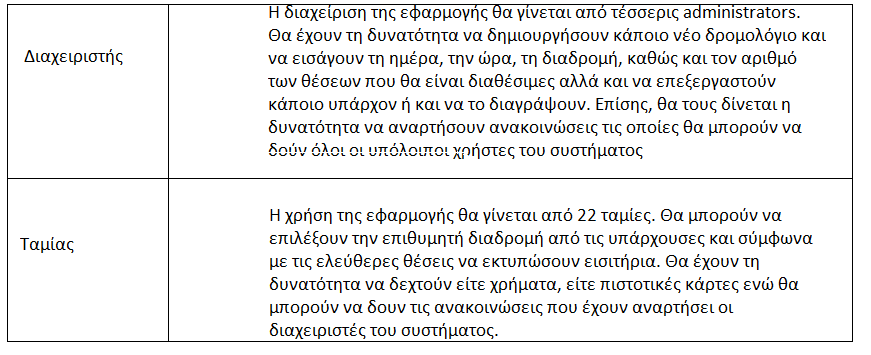 Διαχειριστής
Η διαχείριση της εφαρμογής θα γίνεται από τέσσερις administrators.
Θα έχουν τη δυνατότητα να δημιουργήσουν κάποιο νέο δρομολόγιο και
να εισάγουν τη ημέρα, την ώρα, τη διαδρομή, καθώς και τον αριθμό
των θέσεων που θα είναι διαθέσιμες αλλά και να επεξεργαστούν
κάποιο υπάρχον ή και να το διαγράψουν. Επίσης, θα τους δίνεται η
δυνατότητα να αναρτήσουν ανακοινώσεις τις οποίες θα μπορούν να
δούν όλοι οι υπόλοιποι χρήστες του συστήματος
Ταμίας
Η χρήση της εφαρμογής θα γίνεται από 22 ταμίες. Θα μπορούν να
επιλέξουν την επιθυμητή διαδρομή από τις υπάρχουσες και σύμφωνα
με τις ελεύθερες θέσεις να εκτυπώσουν εισιτήρια. Θα έχουν τη
δυνατότητα να δεχτούν είτε χρήματα, είτε πιστοτικές κάρτες ενώ θα
μπορούν να δουν τις ανακοινώσεις που έχουν αναρτήσει οι
διαχειριστές του συστήματος.